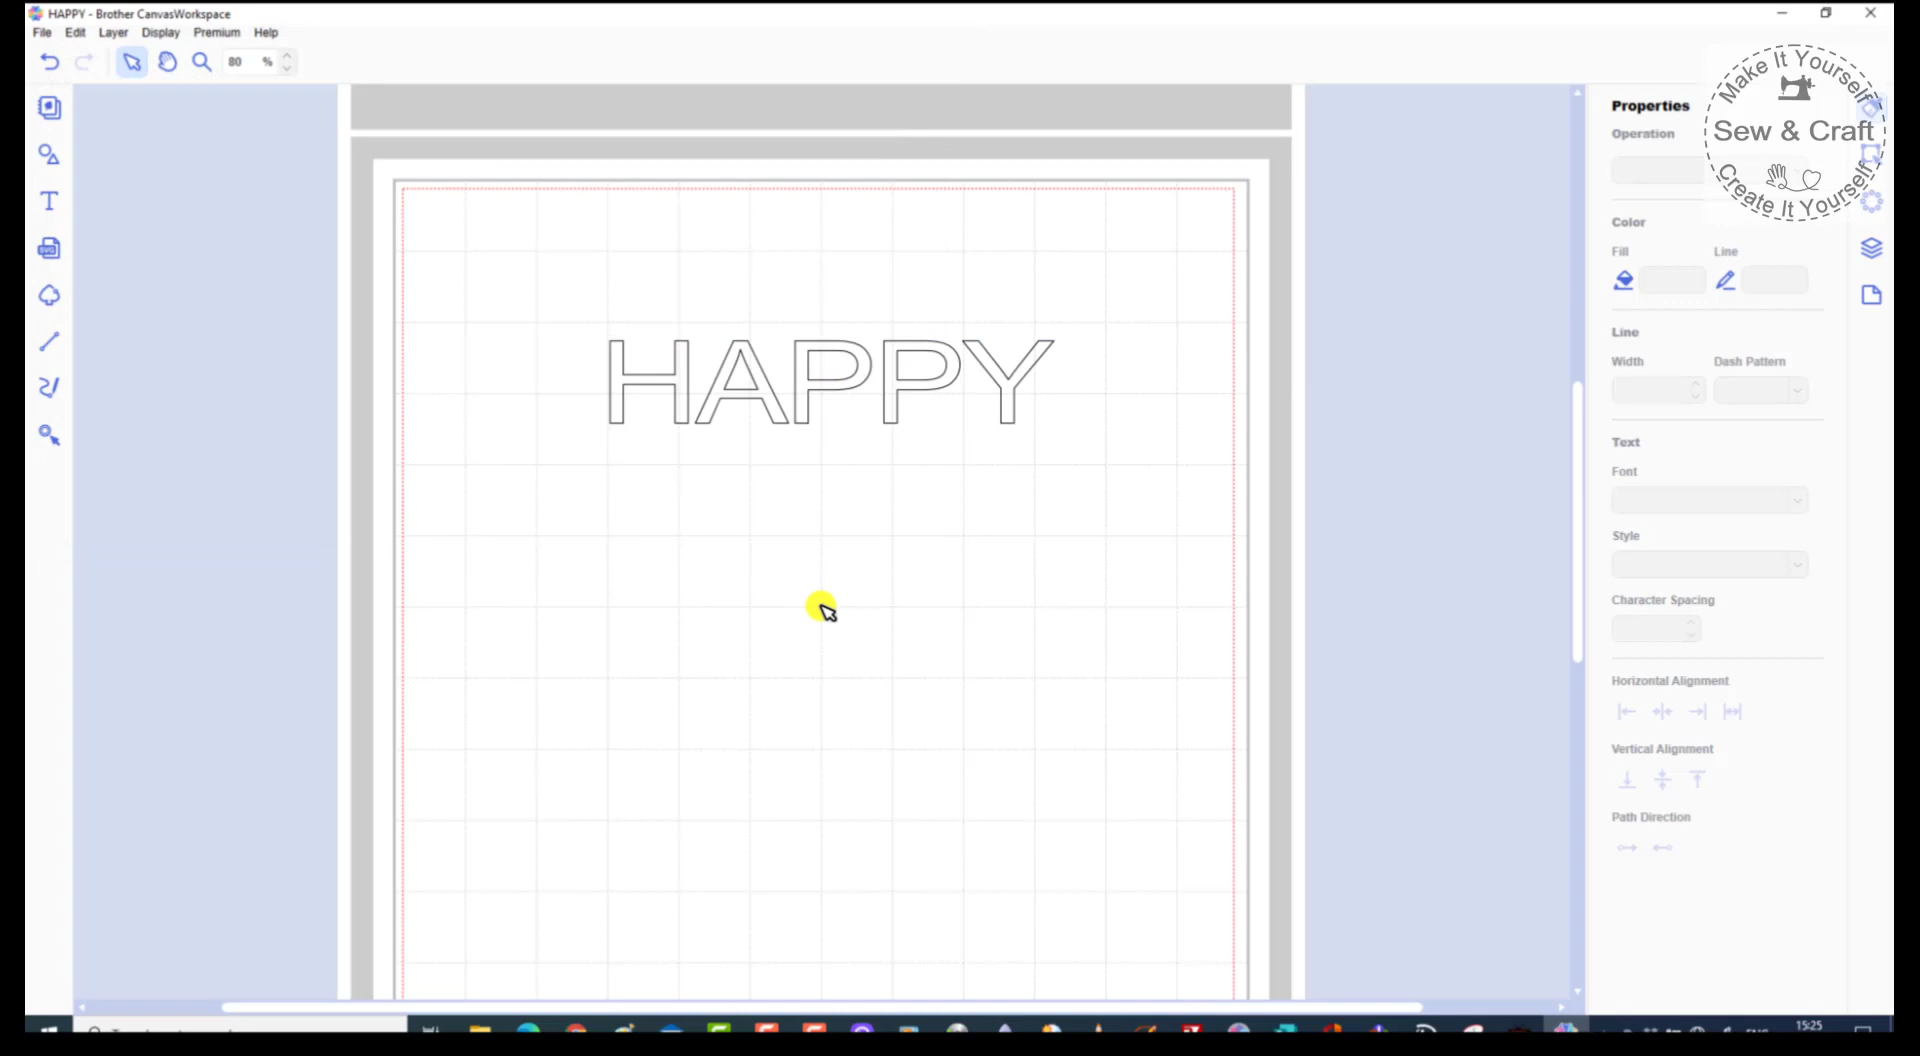 HAPPY - Brother CanvasWorkspace
File Edit Layer Display Premium Help
80 %
Make It Yourself
Sew & Craft
Create It Yourself
Properties
Operation
Color
Fill Line
Line
Width Dash Pattern
Text
Font
Style
Character Spacing
Horizontal Alignment
Vertical Alignment
Path Direction
T
SVG
HAPPY
15:25